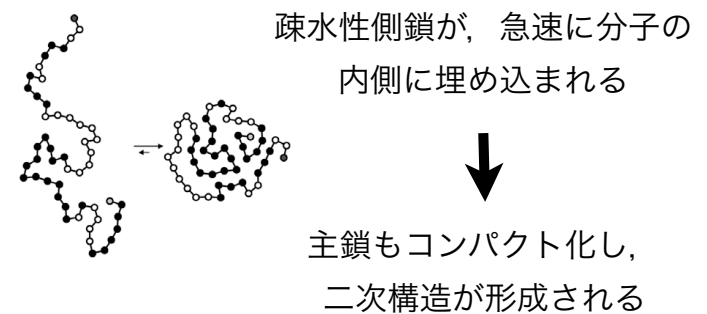 疎水性側鎖が，急速に分子の
内側に埋め込まれる
主鎖もコンパクト化し，
二次構造が形成される